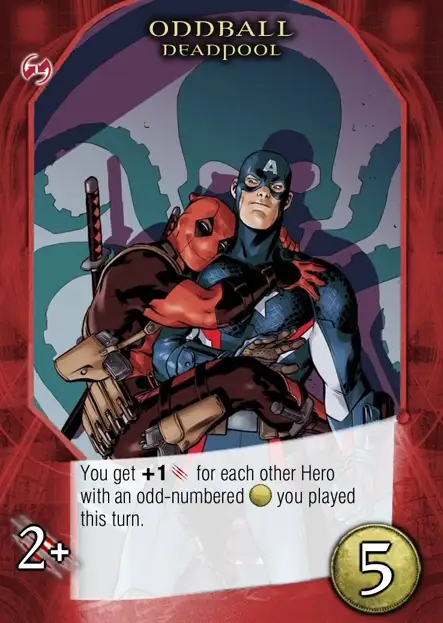 ODDBALL
DEADPOOL
A
You get +1 for each other Hero
with an odd-numbered you played
this turn.
2+
5